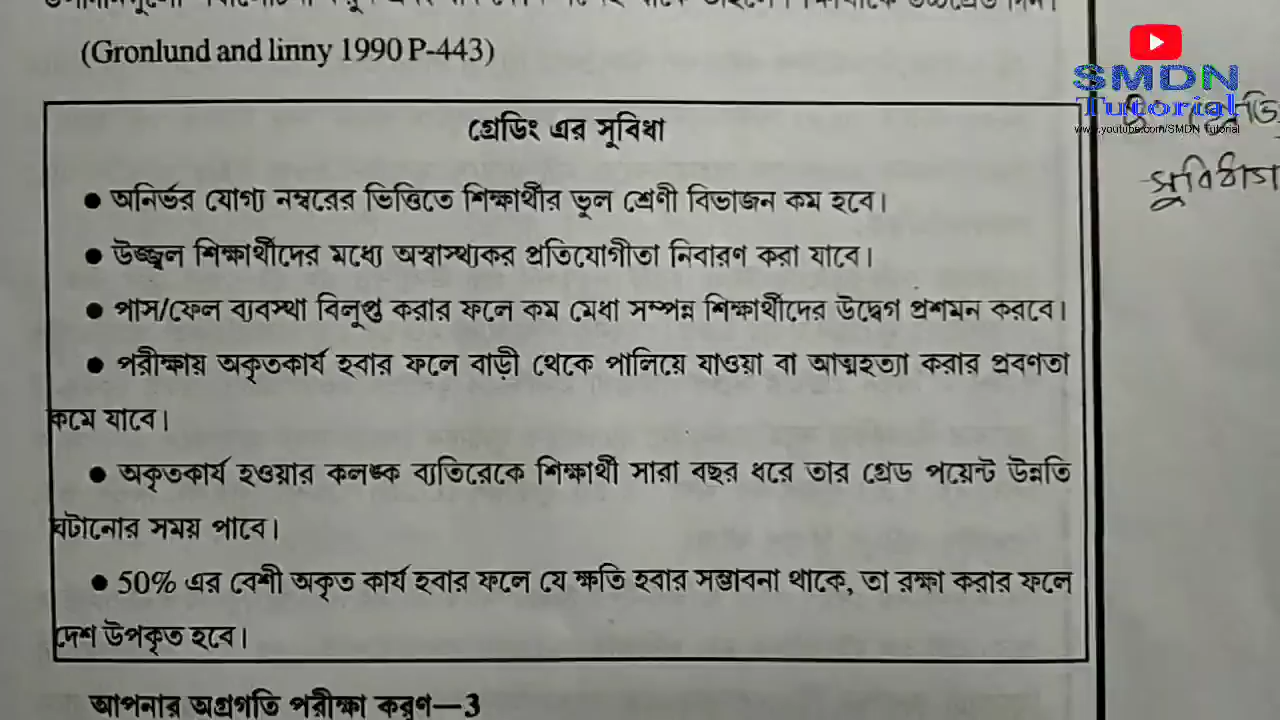 (Gronlund and linny 1990 P-443)
SMDN
Tutorial
www.youtube.com/SMDN Tutorial
গ্রেডিং এর সুবিধা
● অনির্ভর যোগ্য নম্বরের ভিত্তিতে শিক্ষার্থীর ভুল শ্রেণী বিভাজন কম হবে।
● উজ্জ্বল শিক্ষার্থীদের মধ্যে অস্বাস্থ্যকর প্রতিযোগীতা নিবারণ করা যাবে।
● পাস/ফেল ব্যবস্থা বিলুপ্ত করার ফলে কম মেধা সম্পন্ন শিক্ষার্থীদের উদ্বেগ প্রশমন করবে।
● পরীক্ষায় অকৃতকার্য হবার ফলে বাড়ী থেকে পালিয়ে যাওয়া বা আত্মহত্যা করার প্রবণতা
কমে যাবে।
● অকৃতকার্য হওয়ার কলঙ্ক ব্যতিরেকে শিক্ষার্থী সারা বছর ধরে তার গ্রেড পয়েন্ট উন্নতি
ঘটানোর সময় পাবে।
● 50% এর বেশী অকৃত কার্য হবার ফলে যে ক্ষতি হবার সম্ভাবনা থাকে, তা রক্ষা করার ফলে
দেশ উপকৃত হবে।
আপনার অগ্রগতি পরীক্ষা করুণ—3